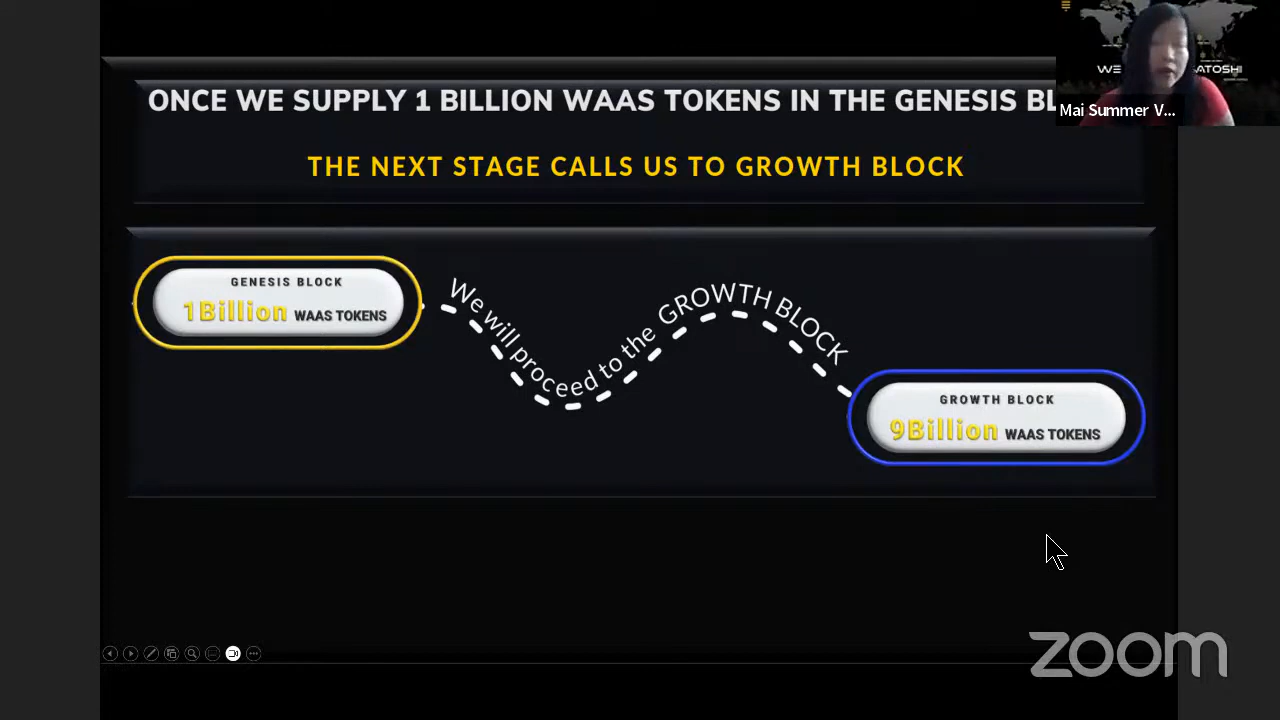 ONCE WE SUPPLY 1 BILLION WAAS TOKENS IN THE GENESIS
WE SATOSHI
Mai Summer V...
THE NEXT STAGE CALLS US TO GROWTH BLOCK
GENESIS BLOCK
1Billion WAAS TOKENS
We will proceed to the GROWTH BLOCK
GROWTH BLOCK
9Billion WAAS TOKENS
zoom